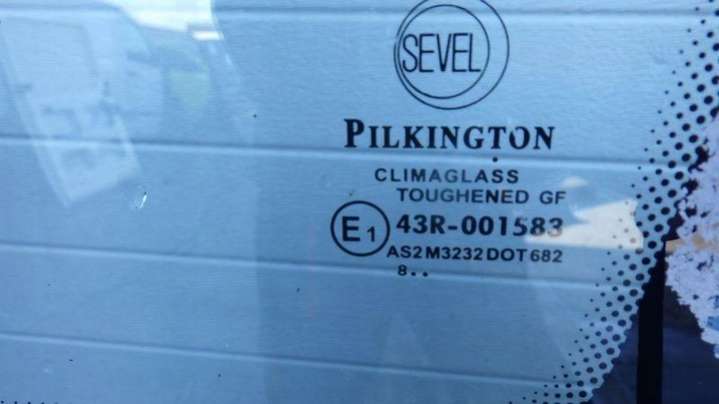 SEVEL
PILKINGTON
CLIMAGLASS
TOUGHENED GF
E1 43R-001583
AS2 M3232 DOT 682
8..